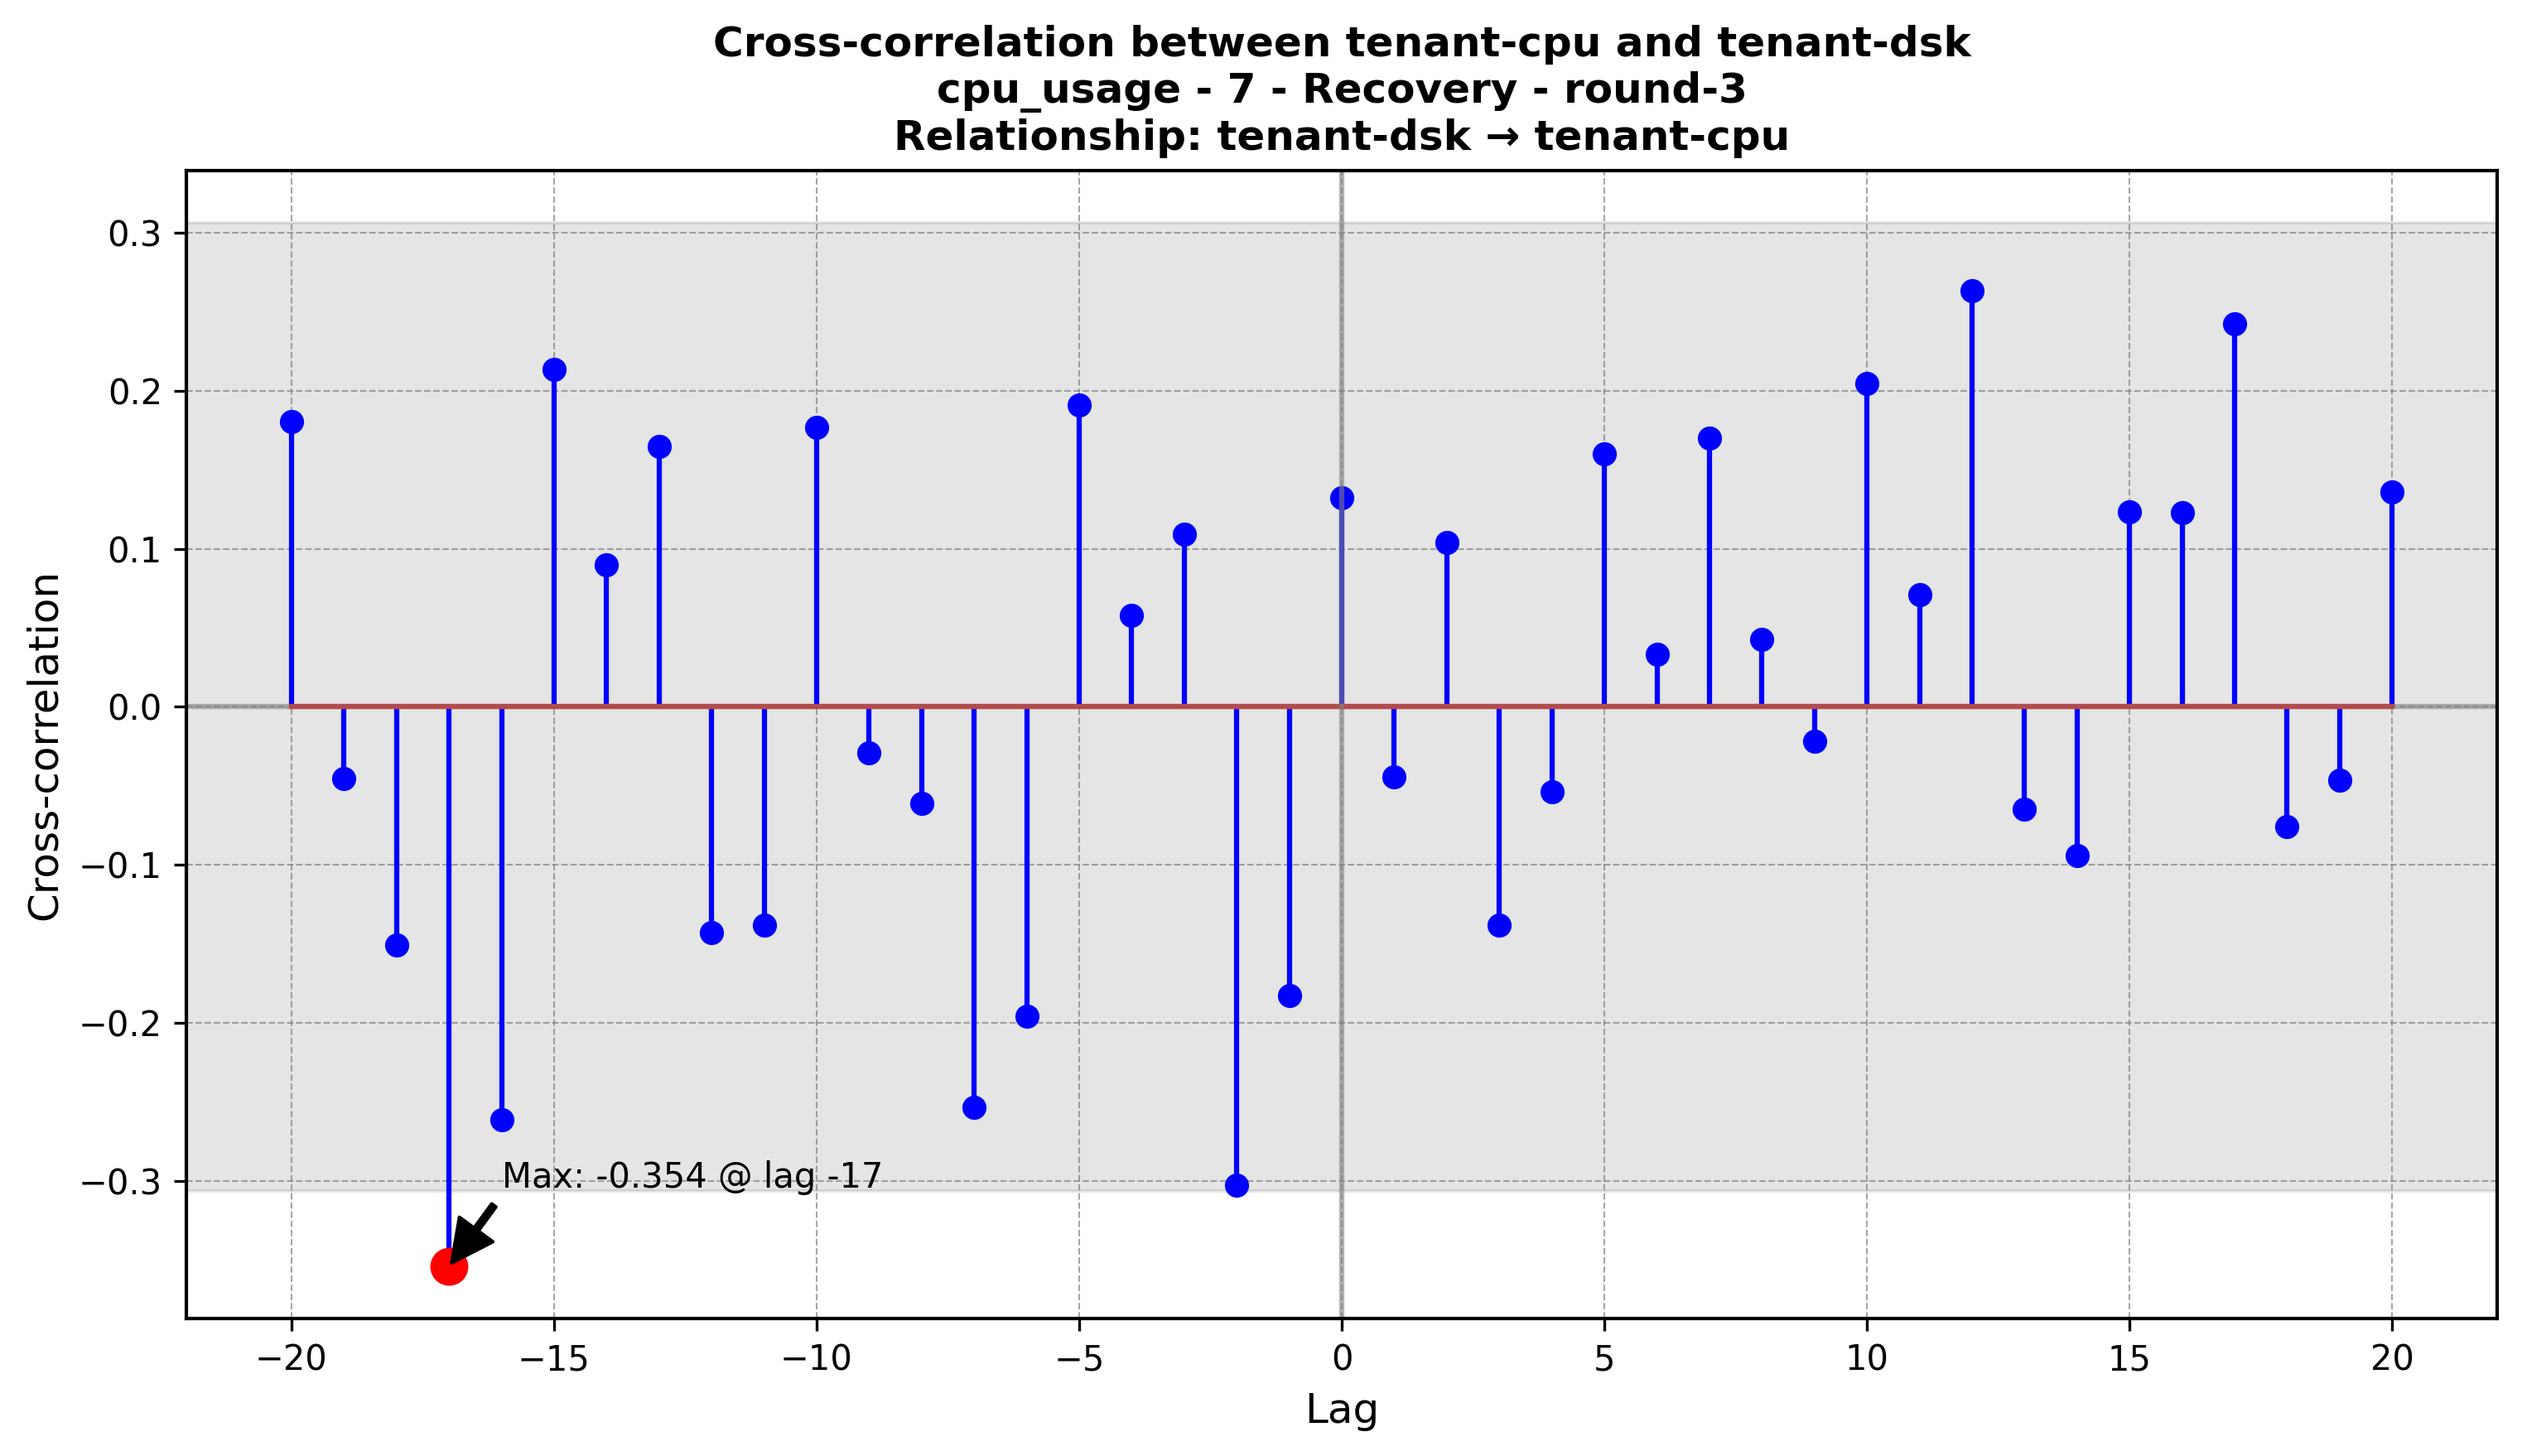 Cross-correlation between tenant-cpu and tenant-dsk
cpu_usage - 7 - Recovery - round-3
Relationship: tenant-dsk → tenant-cpu
Cross-correlation
0.3
0.2
0.1
0.0
−0.1
−0.2
−0.3
Max: -0.354 @ lag -17
−20
−15
−10
−5
0
5
10
15
20
Lag